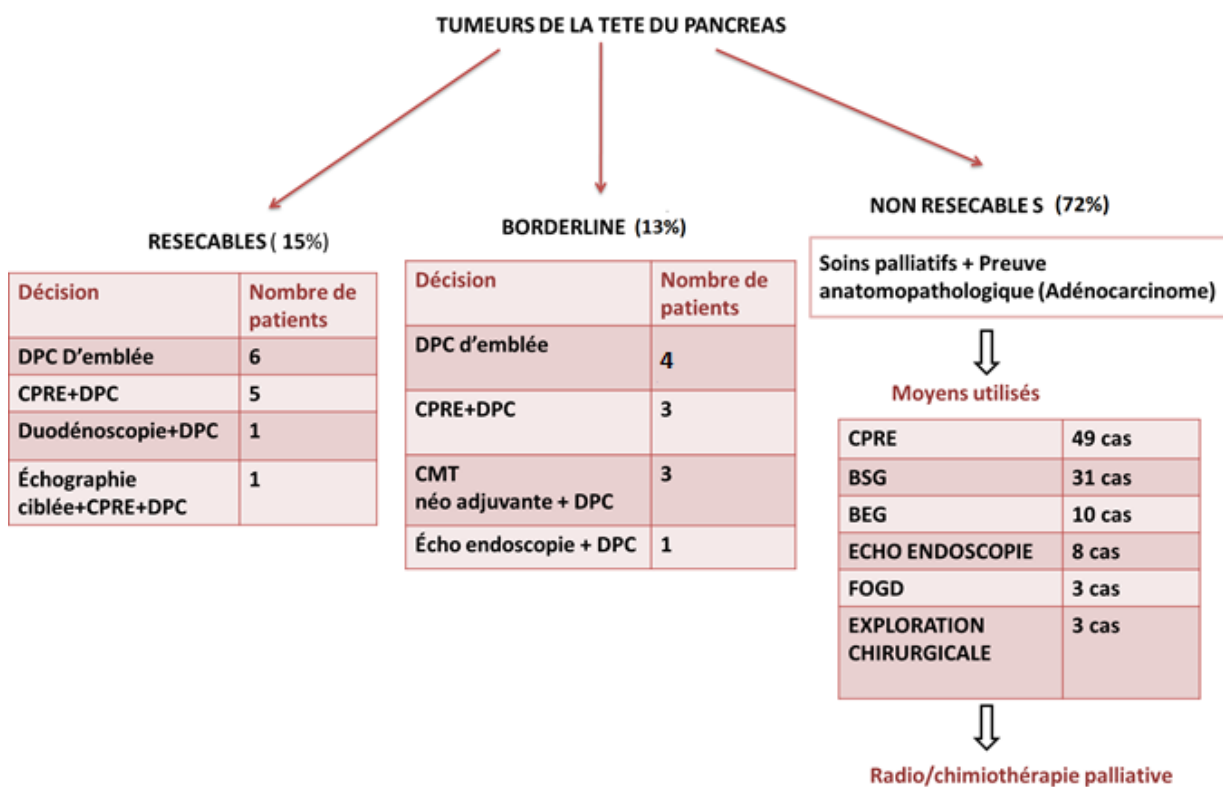 TUMEURS DE LA TETE DU PANCREAS
RESECABLES ( 15%)
Décision Nombre de
patients
DPC D'emblée 6
CPRE+DPC 5
Duodénoscopie+DPC 1
Échographie 1
ciblée+CPRE+DPC
BORDERLINE (13%)
Décision Nombre de
patients
DPC d'emblée 4
CPRE+DPC 3
CMT 3
néo adjuvante + DPC
Écho endoscopie + DPC 1
NON RESECABLE S (72%)
Soins palliatifs + Preuve
anatomopathologique (Adénocarcinome)
Moyens utilisés
CPRE 49 cas
BSG 31 cas
BEG 10 cas
ECHO ENDOSCOPIE 8 cas
FOGD 3 cas
EXPLORATION 3 cas
CHIRURGICALE
Radio/chimiothérapie palliative